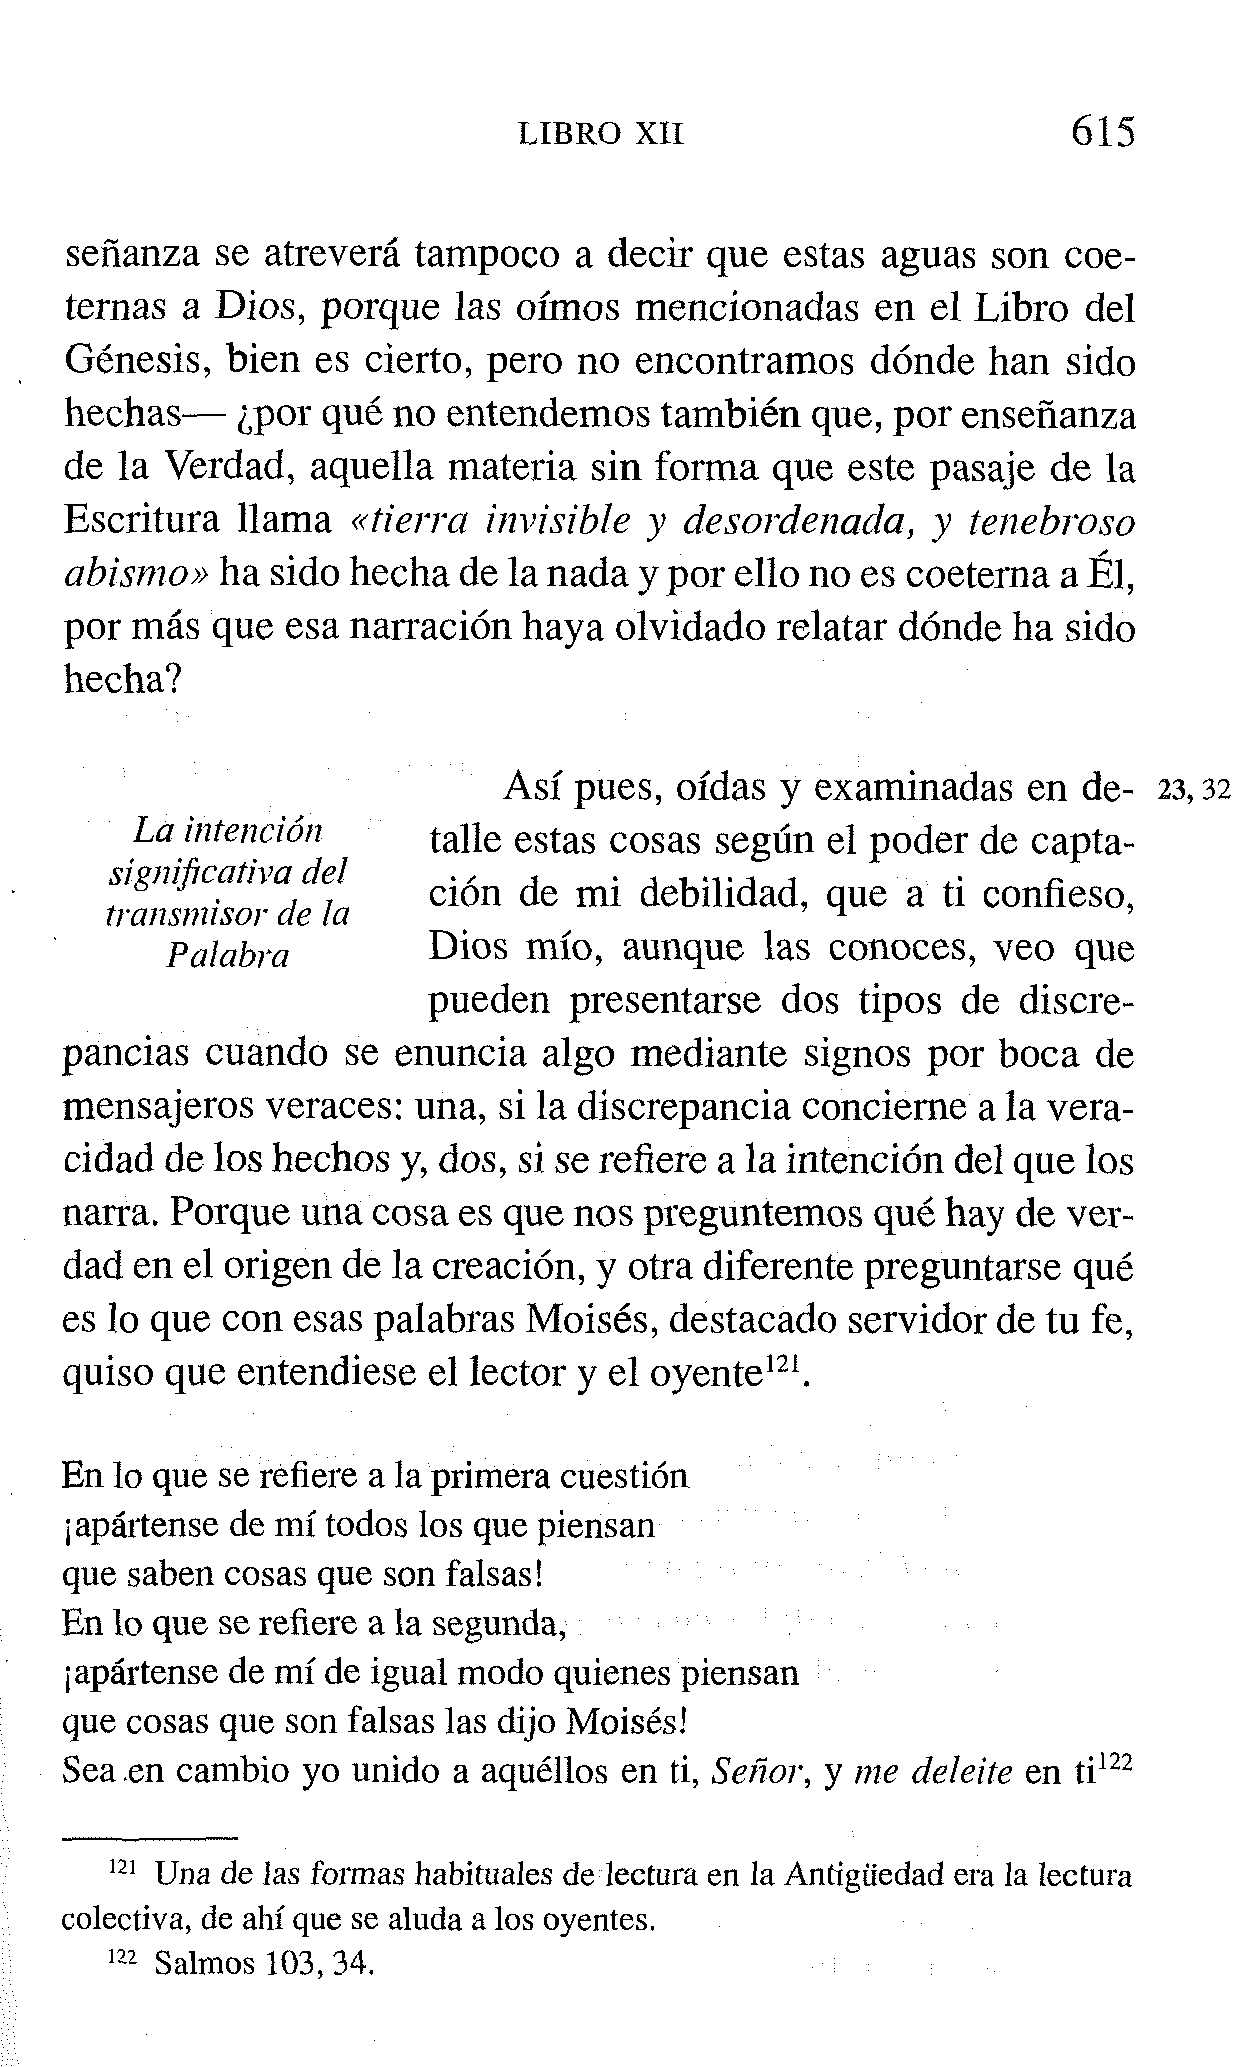 LIBRO XII 615
señanza se atreverá tampoco a decir que estas aguas son coe-
ternas a Dios, porque las oímos mencionadas en el Libro del
Génesis, bien es cierto, pero no encontramos dónde han sido
hechas— ¿por qué no entendemos también que, por enseñanza
de la Verdad, aquella materia sin forma que este pasaje de la
Escritura llama «tierra invisible y desordenada, y tenebroso
abismo» ha sido hecha de la nada y por ello no es coeterna a Él,
por más que esa narración haya olvidado relatar dónde ha sido
hecha?
La intención
significativa del
transmisor de la
Palabra
Así pues, oídas y examinadas en de- 23, 32
talle estas cosas según el poder de capta-
ción de mi debilidad, que a ti confieso,
Dios mío, aunque las conoces, veo que
pueden presentarse dos tipos de discre-
pancias cuando se enuncia algo mediante signos por boca de
mensajeros veraces: una, si la discrepancia concierne a la vera-
cidad de los hechos y, dos, si se refiere a la intención del que los
narra. Porque una cosa es que nos preguntemos qué hay de ver-
dad en el origen de la creación, y otra diferente preguntarse qué
es lo que con esas palabras Moisés, destacado servidor de tu fe,
quiso que entendiese el lector y el oyente¹²¹.
En lo que se refiere a la primera cuestión
¡apártense de mí todos los que piensan
que saben cosas que son falsas!
En lo que se refiere a la segunda,
¡apártense de mí de igual modo quienes piensan
que cosas que son falsas las dijo Moisés!
Sea en cambio yo unido a aquéllos en ti, Señor, y me deleite en ti¹²²
¹²¹ Una de las formas habituales de lectura en la Antigüedad era la lectura
colectiva, de ahí que se aluda a los oyentes.
¹²² Salmos 103, 34.